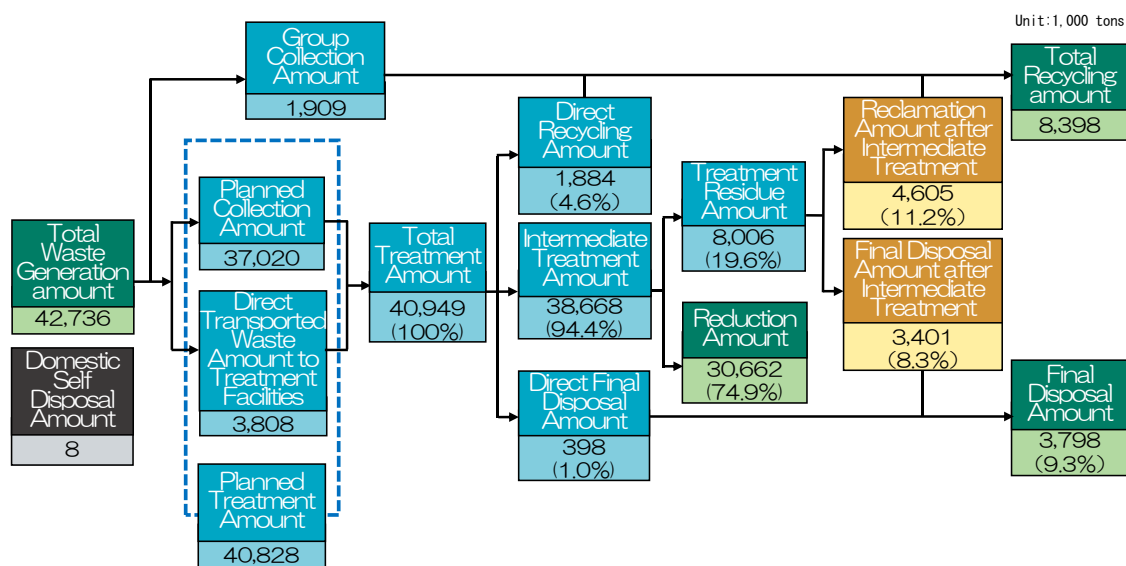 Unit:1,000 tons
Group
Collection
Amount
1,909
Total
Recycling
amount
8,398
Direct
Recycling
Amount
1,884
(4.6%)
Reclamation
Amount after
Intermediate
Treatment
4,605
(11.2%)
Treatment
Residue
Amount
8,006
(19.6%)
Planned
Collection
Amount
37,020
Total
Waste
Generation
amount
42,736
Total
Treatment
Amount
40,949
(100%)
Intermediate
Treatment
Amount
38,668
(94.4%)
Final Disposal
Amount after
Intermediate
Treatment
3,401
(8.3%)
Direct
Transported
Waste
Amount to
Treatment
Facilities
3,808
Reduction
Amount
30,662
(74.9%)
Domestic
Self
Disposal
Amount
8
Direct Final
Disposal
Amount
398
(1.0%)
Final
Disposal
Amount
3,798
(9.3%)
Planned
Treatment
Amount
40,828